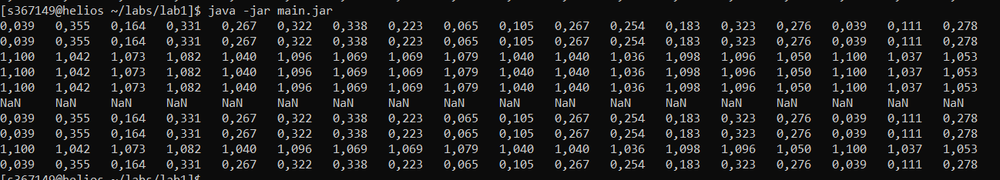 [s367149@helios ~/labs/lab1]$ java -jar main.jar
0,039 0,355 0,164 0,331 0,267 0,322 0,338 0,223 0,065 0,105 0,267 0,254 0,183 0,323 0,276 0,039 0,111 0,278
0,039 0,355 0,164 0,331 0,267 0,322 0,338 0,223 0,065 0,105 0,267 0,254 0,183 0,323 0,276 0,039 0,111 0,278
1,100 1,042 1,073 1,082 1,040 1,096 1,069 1,069 1,079 1,040 1,040 1,036 1,098 1,096 1,050 1,100 1,037 1,053
1,100 1,042 1,073 1,082 1,040 1,096 1,069 1,069 1,079 1,040 1,040 1,036 1,098 1,096 1,050 1,100 1,037 1,053
1,100 1,042 1,073 1,082 1,040 1,096 1,069 1,069 1,079 1,040 1,040 1,036 1,098 1,096 1,050 1,100 1,037 1,053
NaN NaN NaN NaN NaN NaN NaN NaN NaN NaN NaN NaN NaN NaN NaN NaN NaN NaN
0,039 0,355 0,164 0,331 0,267 0,322 0,338 0,223 0,065 0,105 0,267 0,254 0,183 0,323 0,276 0,039 0,111 0,278
0,039 0,355 0,164 0,331 0,267 0,322 0,338 0,223 0,065 0,105 0,267 0,254 0,183 0,323 0,276 0,039 0,111 0,278
1,100 1,042 1,073 1,082 1,040 1,096 1,069 1,069 1,079 1,040 1,040 1,036 1,098 1,096 1,050 1,100 1,037 1,053
0,039 0,355 0,164 0,331 0,267 0,322 0,338 0,223 0,065 0,105 0,267 0,254 0,183 0,323 0,276 0,039 0,111 0,278
[s367149@helios ~/labs/lab1]$